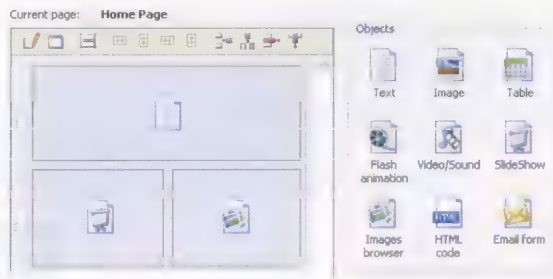 Current page: Home Page
Objects
Text Image Table
Flash animation Video/Sound SlideShow
Images browser HTML code Email form